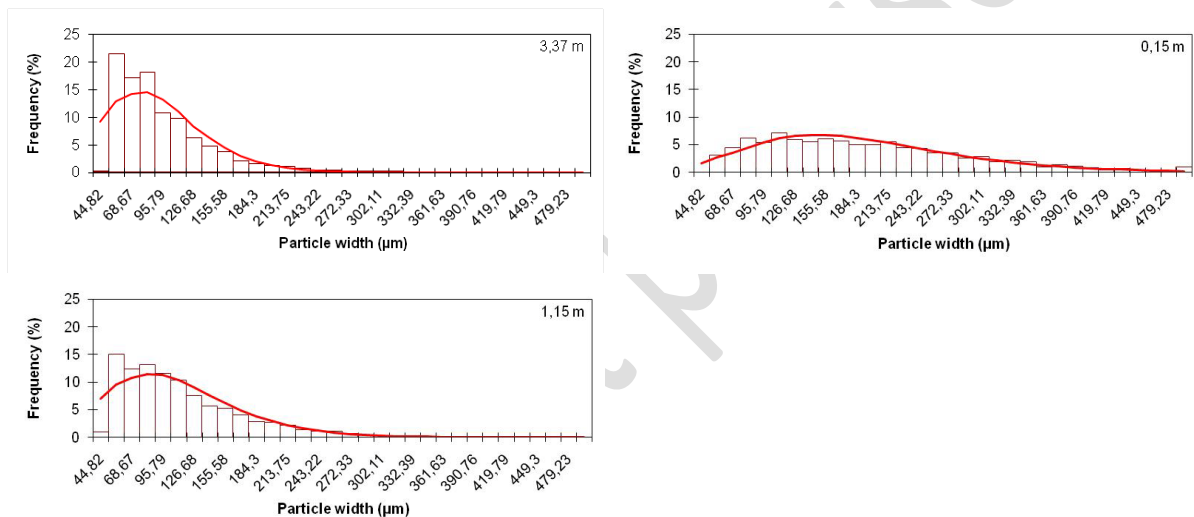 3,37 m
Frequency (%)
25
20
15
10
5
0
44,82 68,67 95,79 126,68 155,58 184,3 213,75 243,22 272,33 302,11 332,39 361,63 390,76 419,79 449,3 479,23
Particle width (µm)
0,15 m
Frequency (%)
25
20
15
10
5
0
44,82 68,67 95,79 126,68 155,58 184,3 213,75 243,22 272,33 302,11 332,39 361,63 390,76 419,79 449,3 479,23
Particle width (µm)
1,15 m
Frequency (%)
25
20
15
10
5
0
44,82 68,67 95,79 126,68 155,58 184,3 213,75 243,22 272,33 302,11 332,39 361,63 390,76 419,79 449,3 479,23
Particle width (µm)